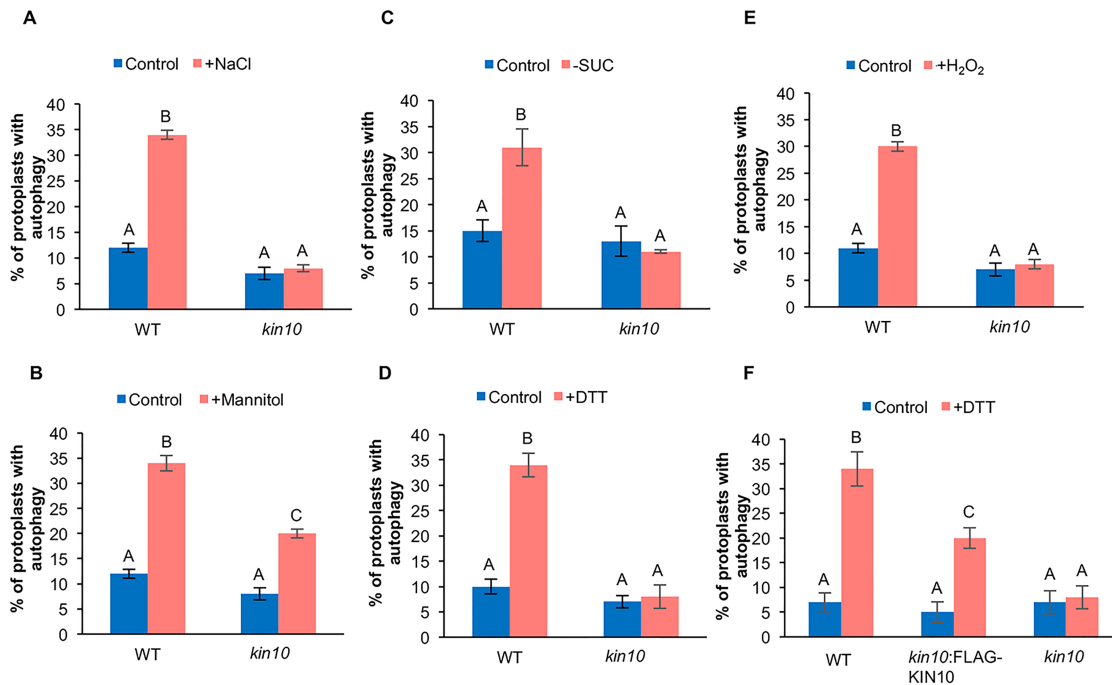 A
Control +NaCl
% of protoplasts with
autophagy
40
35
30
25
20
15
10
5
0
A
B
A
A
WT
kin10
C
Control -SUC
% of protoplasts with
autophagy
40
35
30
25
20
15
10
5
0
A
B
A
A
WT
kin10
E
Control +H₂O₂
% of protoplasts with
autophagy
40
35
30
25
20
15
10
5
0
A
B
A
A
WT
kin10
B
Control +Mannitol
% of protoplasts with
autophagy
40
35
30
25
20
15
10
5
0
A
B
A
C
WT
kin10
D
Control +DTT
% of protoplasts with
autophagy
40
35
30
25
20
15
10
5
0
A
B
A
A
WT
kin10
F
Control +DTT
% of protoplasts with
autophagy
40
35
30
25
20
15
10
5
0
A
B
A
C
A
A
WT
kin10:FLAG-
KIN10
kin10